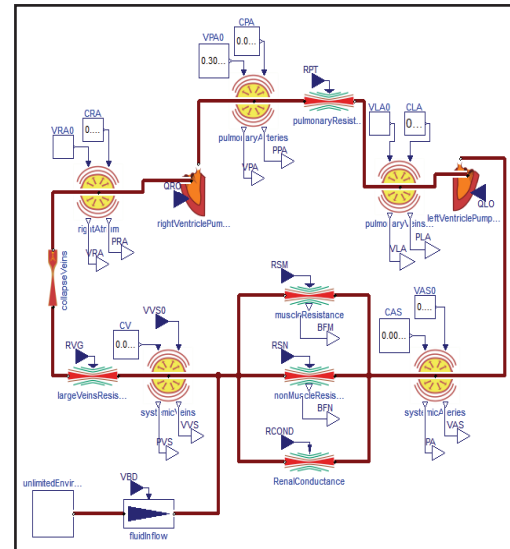 CPA
VPA0
0.0...
0.30...
RPT
pulmonaryArteries
pulmonaryResist...
VPA
PPA
CRA
VRA0
0....
VLA0
CLA
0...
QRO
rightAtrium
rightVentriclePum...
VRA
PRA
pulmonaryVeins...
leftVentriclePump...
QLO
VLA
PLA
collapseVeins
RSM
muscleResistance
BFM
VVS0
CV
0.0...
RVG
largeVeinsResis...
systemicVeins
PVS
VVS
RSN
nonMuscleResis...
BFN
VAS0
0....
CAS
0.00...
systemicArteries
PA
VAS
RCOND
RenalConductance
unlimitedEnvir...
VBD
fluidInflow